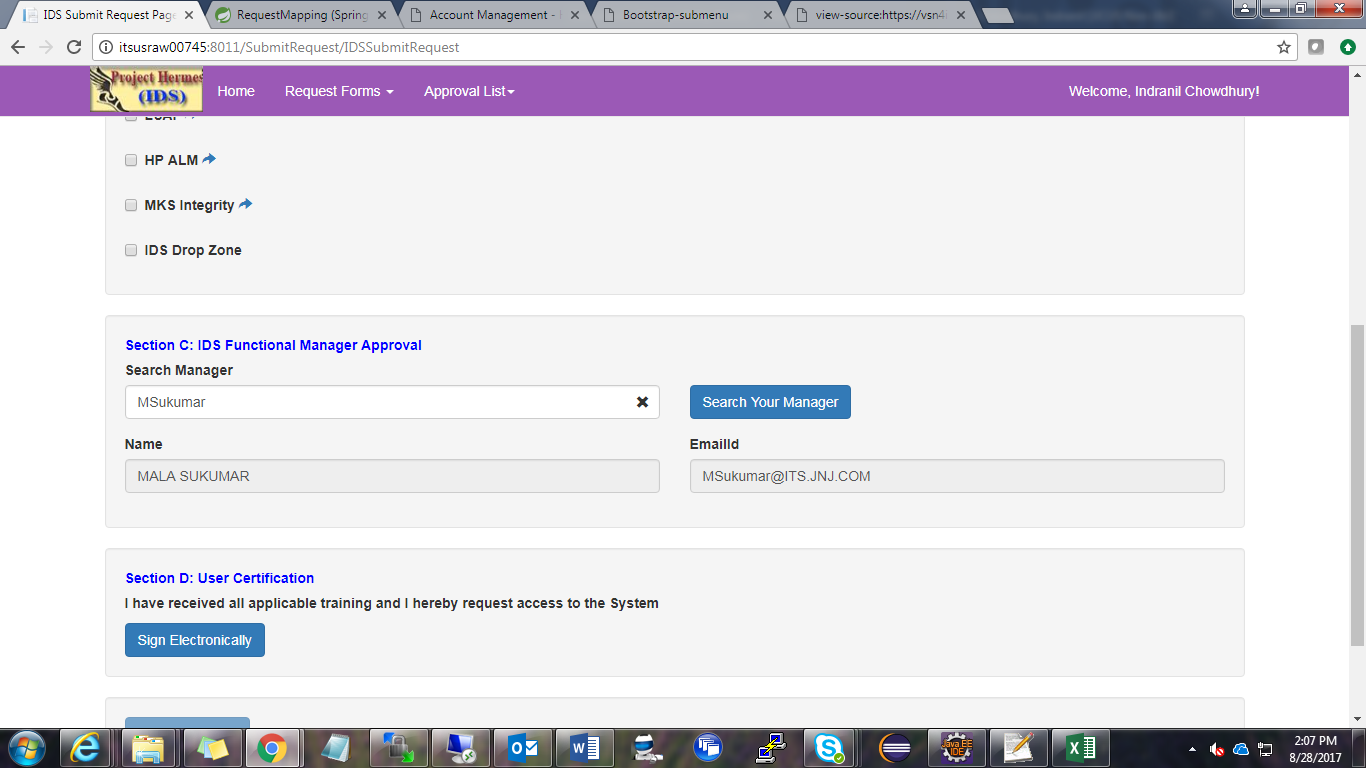 IDS Submit Request Page
RequestMapping (Spring
Account Management -
Bootstrap-submenu
view-source:https://vsn4
itsusraw00745:8011/SubmitRequest/IDSSubmitRequest
Project Hermes
(IDS)
Home
Request Forms
Approval List
Welcome, Indranil Chowdhury!
HP ALM
MKS Integrity
IDS Drop Zone
Section C: IDS Functional Manager Approval
Search Manager
MSukumar
Search Your Manager
Name
EmailId
MALA SUKUMAR
MSukumar@ITS.JNJ.COM
Section D: User Certification
I have received all applicable training and I hereby request access to the System
Sign Electronically
Java EE
IDE
2:07 PM
8/28/2017